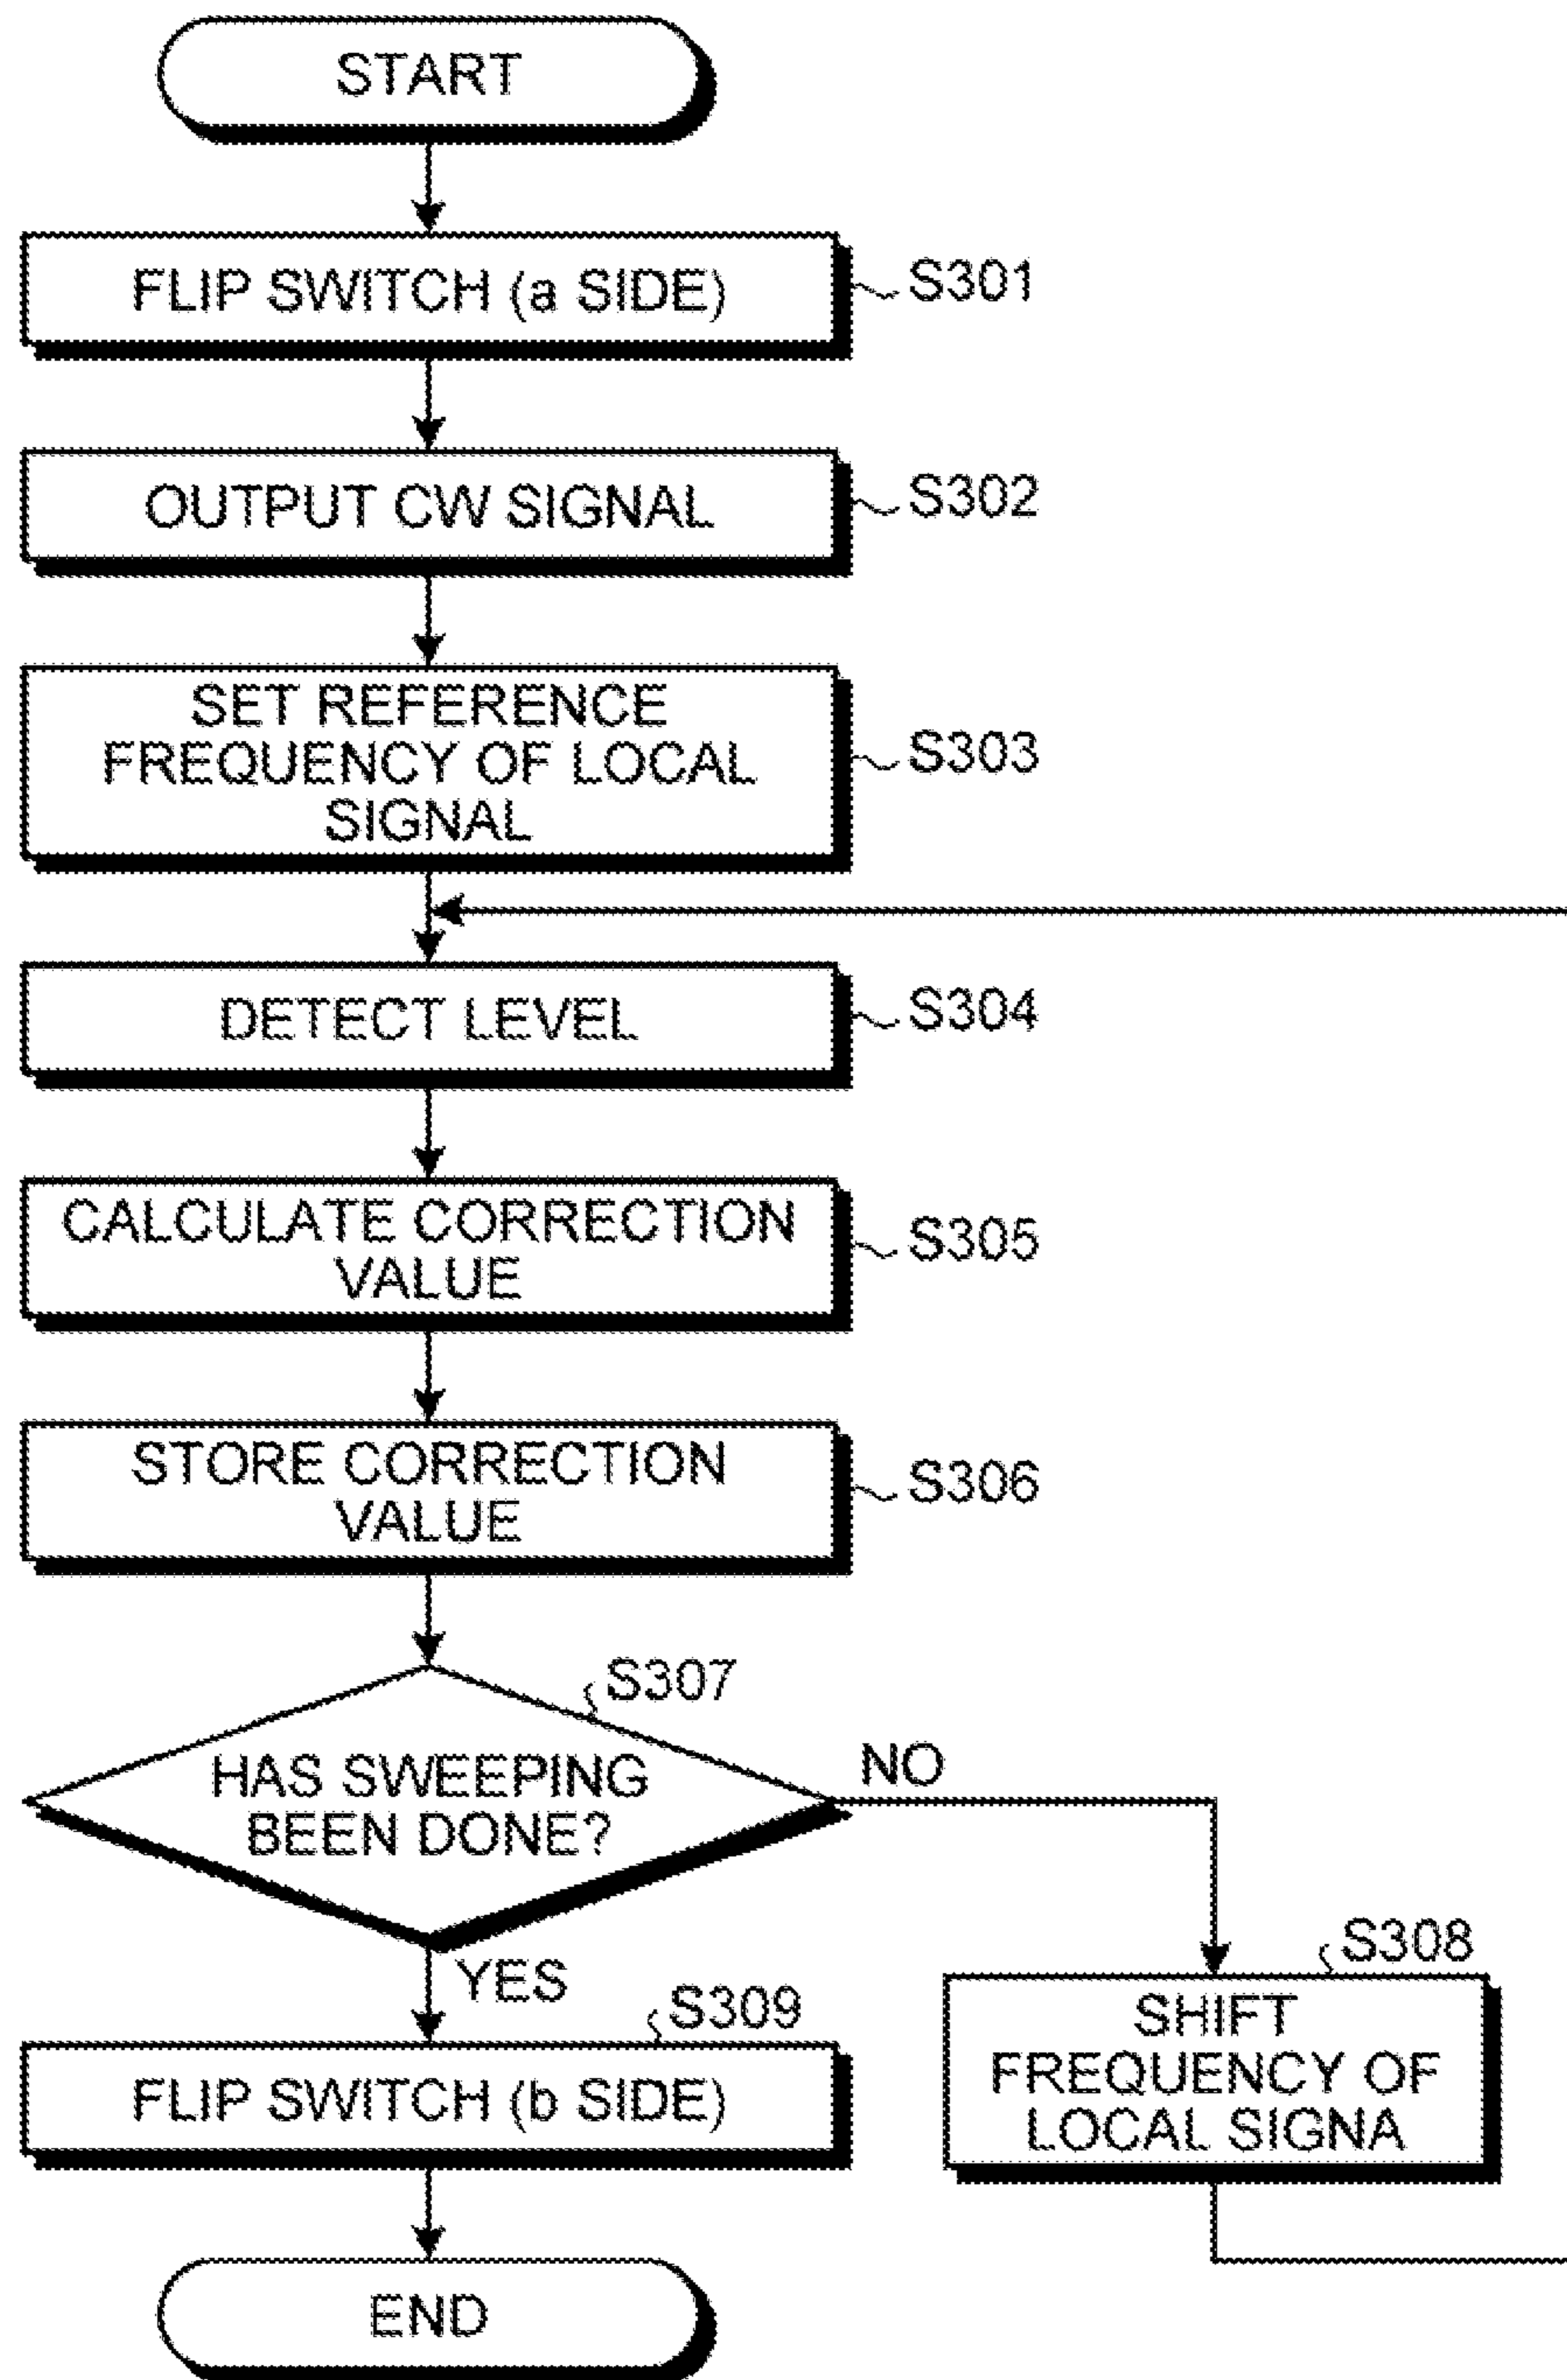 START
FLIP SWITCH (a SIDE)
S301
OUTPUT CW SIGNAL
S302
SET REFERENCE
FREQUENCY OF LOCAL
SIGNAL
S303
DETECT LEVEL
S304
CALCULATE CORRECTION
VALUE
S305
STORE CORRECTION
VALUE
S306
S307
HAS SWEEPING
BEEN DONE?
NO
YES
S308
SHIFT
FREQUENCY OF
LOCAL SIGNA
S309
FLIP SWITCH (b SIDE)
END